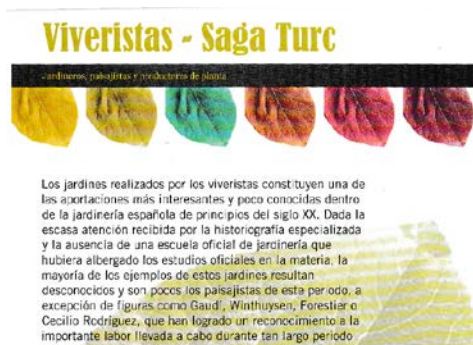 Viveristas - Saga Turc
Jardineros, paisajistas y productores de planta
Los jardines realizados por los viveristas constituyen una de
las aportaciones más interesantes y poco conocidas dentro
de la jardinería española de principios del siglo XX. Dada la
escasa atención recibida por la historiografía especializada
y la ausencia de una escuela oficial de jardinería que
hubiera albergado los estudios oficiales en la materia, la
mayoría de los ejemplos de estos jardines resultan
desconocidos y son pocos los paisajistas de este periodo, a
excepción de figuras como Gaudí, Winthuysen, Forestier o
Cecilio Rodríguez, que han logrado un reconocimiento a la
importante labor llevada a cabo durante tan largo periodo